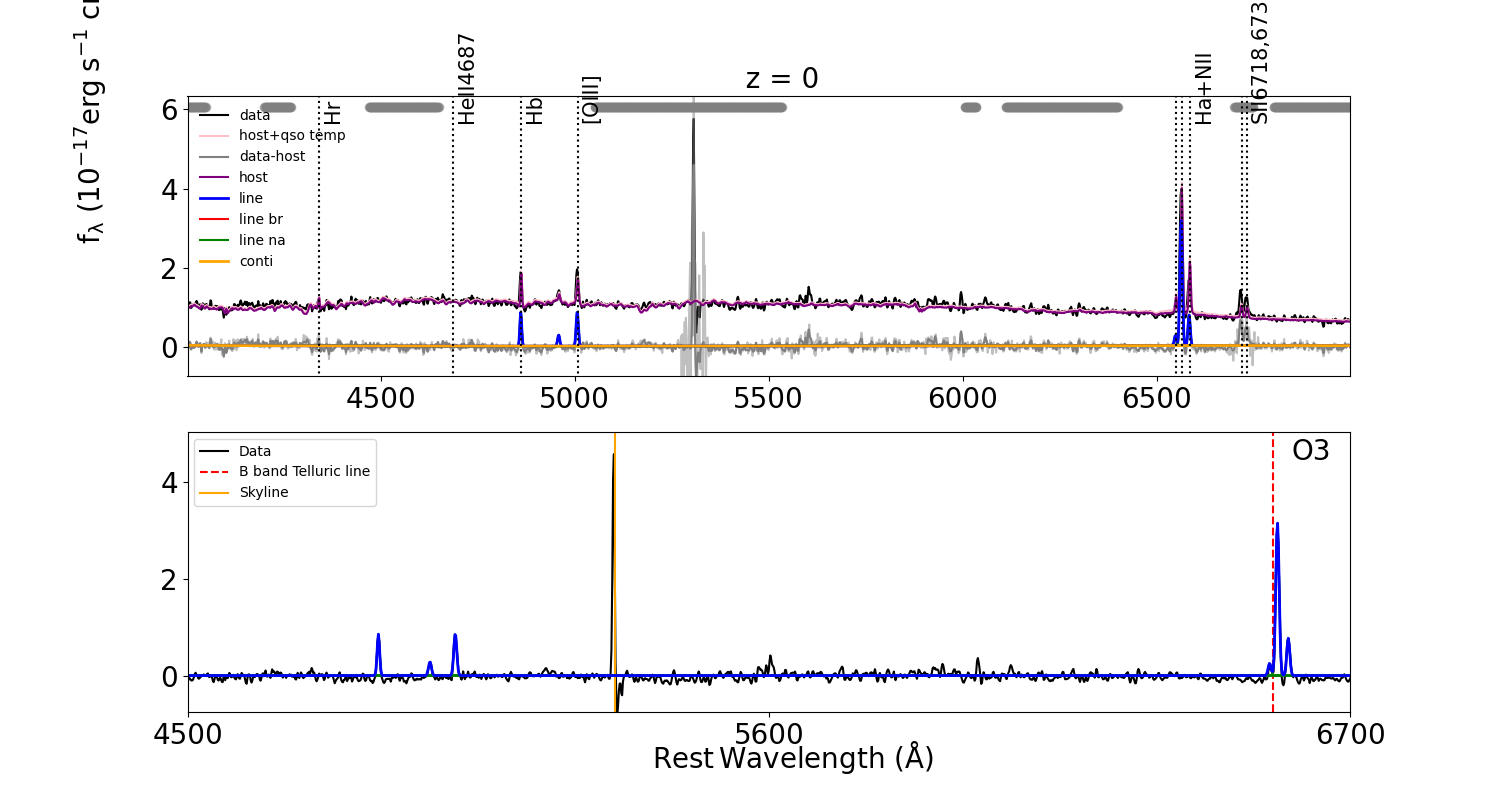 z = 0
f_λ (10^−17 erg s^−1 c
6
4
2
0
data
host+qso temp
data-host
host
line
line br
line na
conti
Hr
HeII4687
Hb
[OIII]
Ha+NII
SII6718,673
4500 5000 5500 6000 6500
4
2
0
Data
B band Telluric line
Skyline
O3
4500 5600 6700
Rest Wavelength (Å)